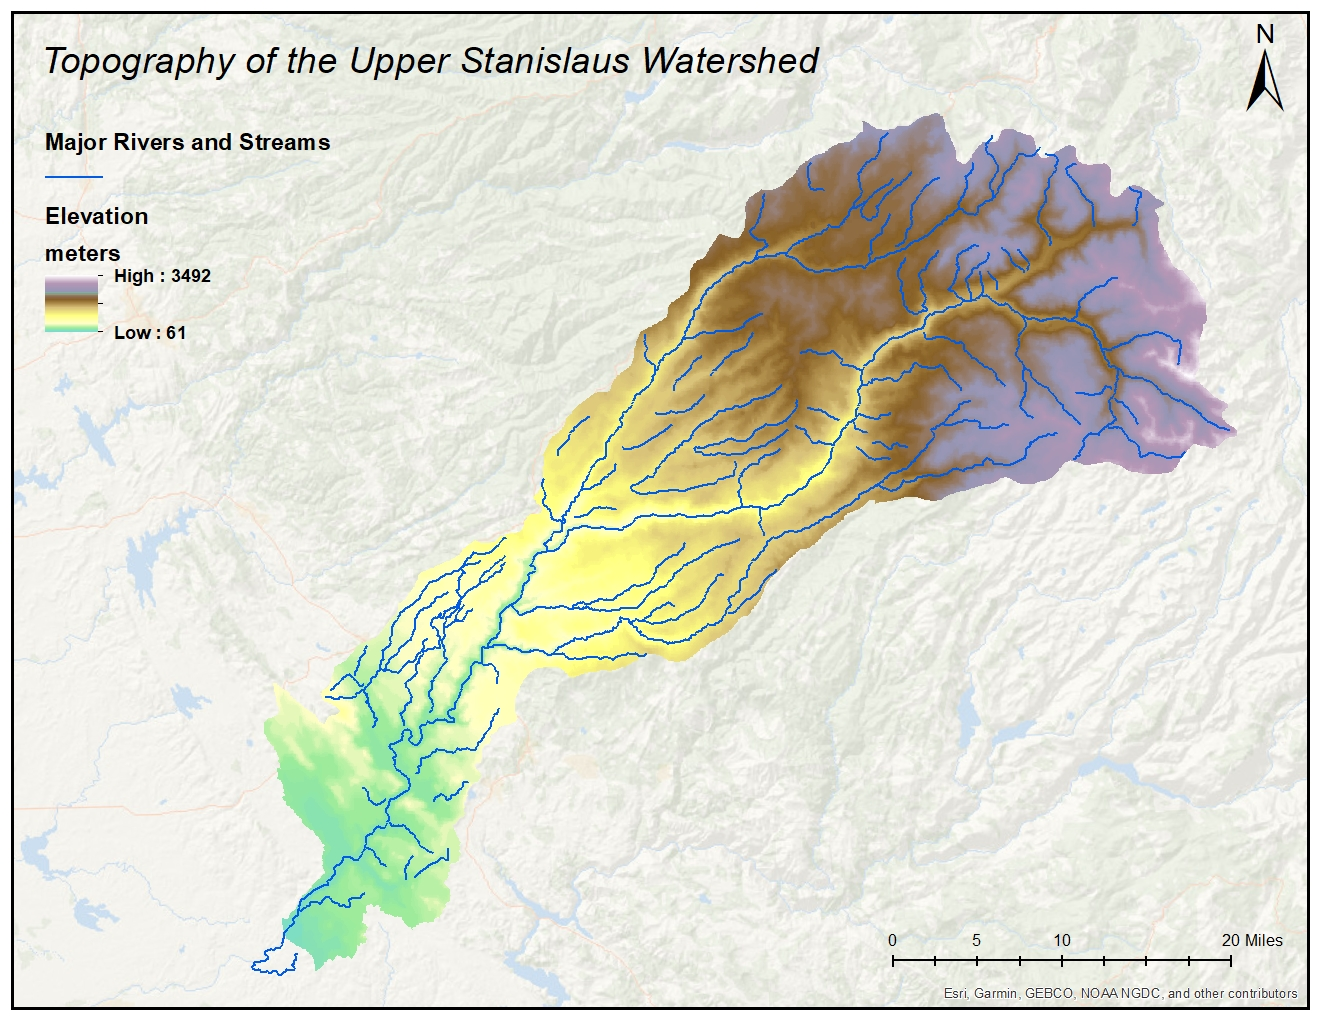 Topography of the Upper Stanislaus Watershed
N
Major Rivers and Streams
Elevation
meters
High : 3492
Low : 61
0 5 10 20 Miles
Esri, Garmin, GEBCO, NOAA NGDC, and other contributors